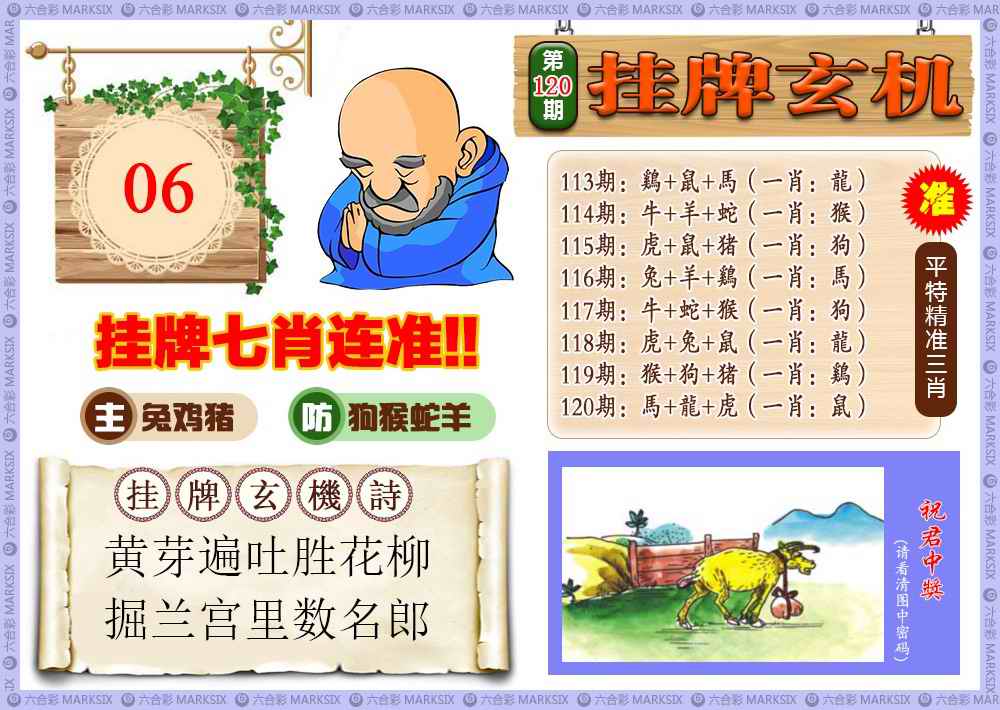 六合彩 MARKSIX
06
第120期
挂牌玄机
113期：鷄+鼠+馬（一肖：龍）
114期：牛+羊+蛇（一肖：猴）
115期：虎+鼠+猪（一肖：狗）
116期：兔+羊+鷄（一肖：馬）
117期：牛+蛇+猴（一肖：狗）
118期：虎+兔+鼠（一肖：龍）
119期：猴+狗+猪（一肖：鷄）
120期：馬+龍+虎（一肖：鼠）
准
平特精准三肖
挂牌七肖连准!!
主 兔鸡猪
防 狗猴蛇羊
挂牌玄機詩
黄芽遍吐胜花柳
掘兰宫里数名郎
祝君中獎
（请看清图中密码）